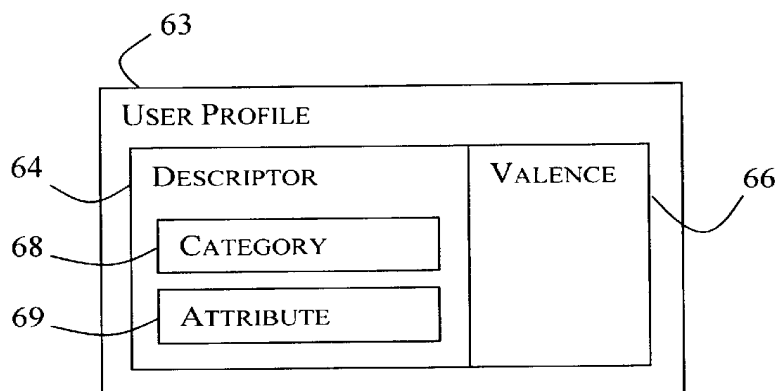 63
USER PROFILE
64
DESCRIPTOR
VALENCE
66
68
CATEGORY
69
ATTRIBUTE